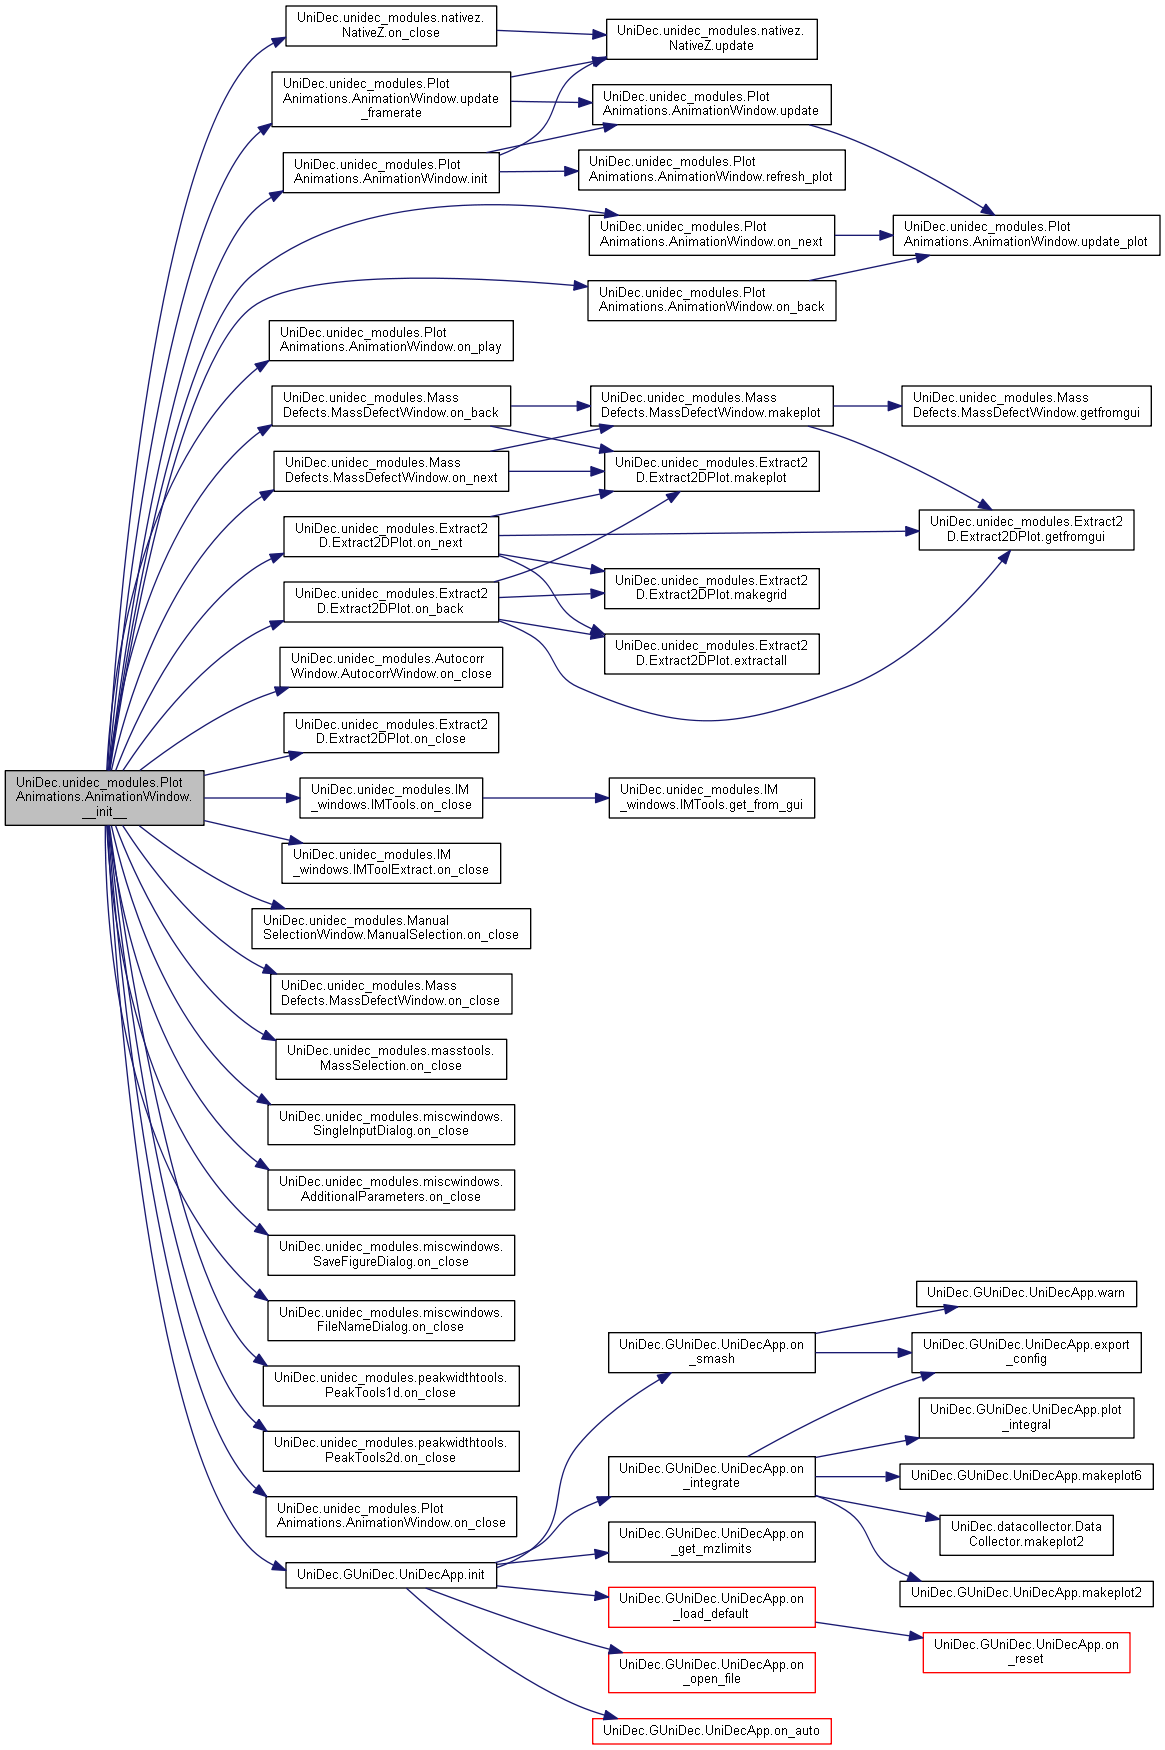 UniDec.unidec_modules.Plot
Animations.AnimationWindow.
__init__
UniDec.unidec_modules.nativez.
NativeZ.on_close
UniDec.unidec_modules.Plot
Animations.AnimationWindow.update
_framerate
UniDec.unidec_modules.Plot
Animations.AnimationWindow.init
UniDec.unidec_modules.Plot
Animations.AnimationWindow.on_play
UniDec.unidec_modules.Mass
Defects.MassDefectWindow.on_back
UniDec.unidec_modules.Mass
Defects.MassDefectWindow.on_next
UniDec.unidec_modules.Extract2
D.Extract2DPlot.on_next
UniDec.unidec_modules.Extract2
D.Extract2DPlot.on_back
UniDec.unidec_modules.Autocorr
Window.AutocorrWindow.on_close
UniDec.unidec_modules.Extract2
D.Extract2DPlot.on_close
UniDec.unidec_modules.IM
_windows.IMTools.on_close
UniDec.unidec_modules.IM
_windows.IMToolExtract.on_close
UniDec.unidec_modules.Manual
SelectionWindow.ManualSelection.on_close
UniDec.unidec_modules.Mass
Defects.MassDefectWindow.on_close
UniDec.unidec_modules.masstools.
MassSelection.on_close
UniDec.unidec_modules.miscwindows.
SingleInputDialog.on_close
UniDec.unidec_modules.miscwindows.
AdditionalParameters.on_close
UniDec.unidec_modules.miscwindows.
SaveFigureDialog.on_close
UniDec.unidec_modules.miscwindows.
FileNameDialog.on_close
UniDec.unidec_modules.peakwidthtools.
PeakTools1d.on_close
UniDec.unidec_modules.peakwidthtools.
PeakTools2d.on_close
UniDec.unidec_modules.Plot
Animations.AnimationWindow.on_close
UniDec.GUniDec.UniDecApp.init
UniDec.unidec_modules.nativez.
NativeZ.update
UniDec.unidec_modules.Plot
Animations.AnimationWindow.update
UniDec.unidec_modules.Plot
Animations.AnimationWindow.refresh_plot
UniDec.unidec_modules.Plot
Animations.AnimationWindow.on_next
UniDec.unidec_modules.Plot
Animations.AnimationWindow.on_back
UniDec.unidec_modules.Mass
Defects.MassDefectWindow.makeplot
UniDec.unidec_modules.Extract2
D.Extract2DPlot.makeplot
UniDec.unidec_modules.Extract2
D.Extract2DPlot.makegrid
UniDec.unidec_modules.Extract2
D.Extract2DPlot.extractall
UniDec.unidec_modules.IM
_windows.IMTools.get_from_gui
UniDec.GUniDec.UniDecApp.on
_smash
UniDec.GUniDec.UniDecApp.on
_integrate
UniDec.GUniDec.UniDecApp.on
_get_mzlimits
UniDec.GUniDec.UniDecApp.on
_load_default
UniDec.GUniDec.UniDecApp.on
_open_file
UniDec.GUniDec.UniDecApp.on_auto
UniDec.unidec_modules.Plot
Animations.AnimationWindow.update_plot
UniDec.unidec_modules.Mass
Defects.MassDefectWindow.getfromgui
UniDec.unidec_modules.Extract2
D.Extract2DPlot.getfromgui
UniDec.GUniDec.UniDecApp.warn
UniDec.GUniDec.UniDecApp.export
_config
UniDec.GUniDec.UniDecApp.plot
_integral
UniDec.GUniDec.UniDecApp.makeplot6
UniDec.datacollector.Data
Collector.makeplot2
UniDec.GUniDec.UniDecApp.makeplot2
UniDec.GUniDec.UniDecApp.on
_reset